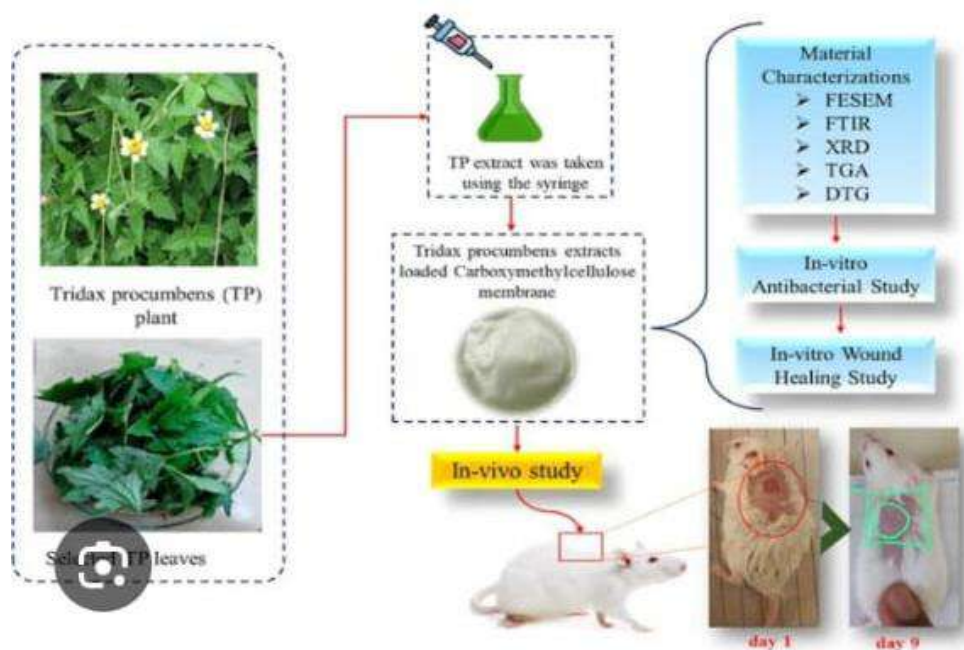 Tridax procumbens (TP)
plant
Selected TP leaves
TP extract was taken
using the syringe
Tridax procumbens extracts
loaded Carboxymethylcellulose
membrane
In-vivo study
Material
Characterizations
➢ FESEM
➢ FTIR
➢ XRD
➢ TGA
➢ DTG
In-vitro
Antibacterial Study
In-vitro Wound
Healing Study
day 1
day 9